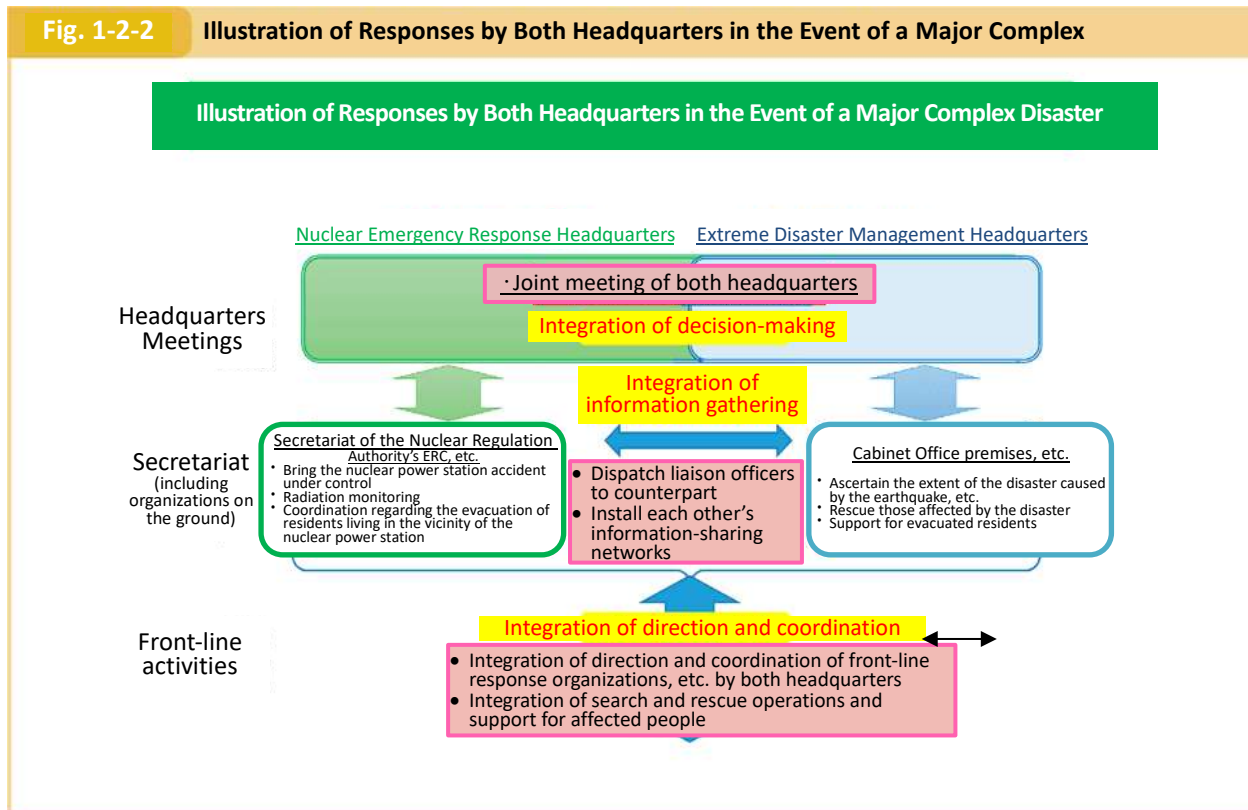 Fig. 1-2-2
Illustration of Responses by Both Headquarters in the Event of a Major Complex
Illustration of Responses by Both Headquarters in the Event of a Major Complex Disaster
Nuclear Emergency Response Headquarters
Extreme Disaster Management Headquarters
Headquarters
Meetings
・Joint meeting of both headquarters
Integration of decision-making
Integration of
information gathering
Secretariat
(including
organizations on
the ground)
Secretariat of the Nuclear Regulation
Authority's ERC, etc.
・ Bring the nuclear power station accident
under control
・ Radiation monitoring
・ Coordination regarding the evacuation of
residents living in the vicinity of the
nuclear power station
• Dispatch liaison officers
to counterpart
• Install each other's
information-sharing
networks
Cabinet Office premises, etc.
・ Ascertain the extent of the disaster caused
by the earthquake, etc.
・ Rescue those affected by the disaster
・ Support for evacuated residents
Front-line
activities
Integration of direction and coordination
• Integration of direction and coordination of front-line
response organizations, etc. by both headquarters
• Integration of search and rescue operations and
support for affected people